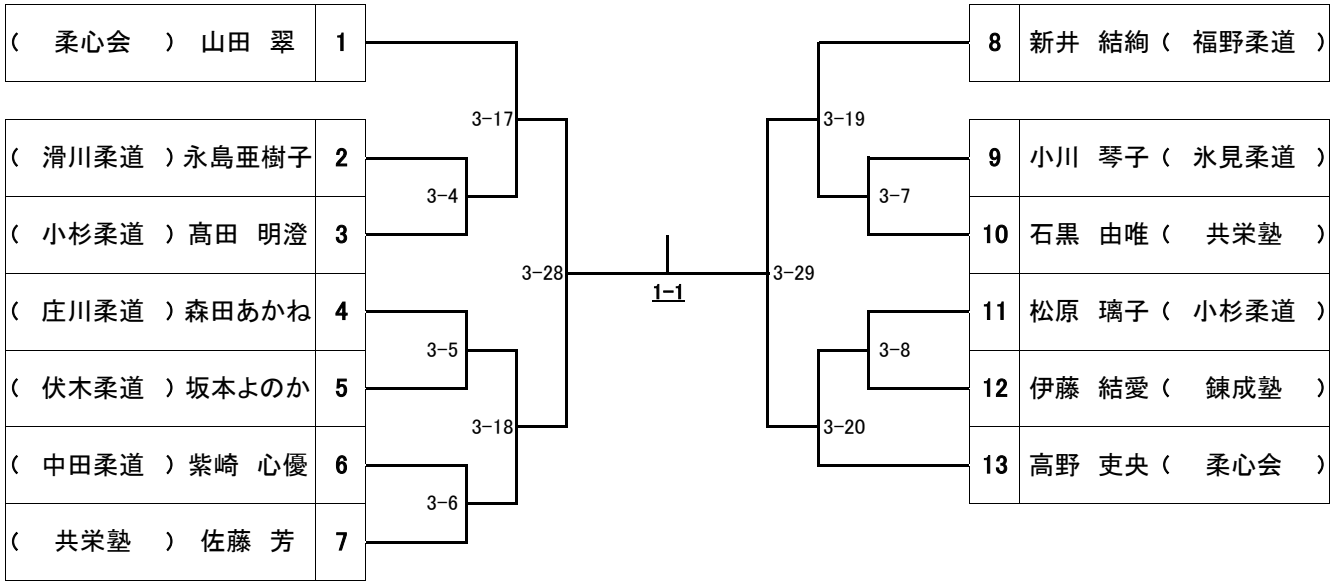 ( 柔心会 ) 山田 翠 1
( 滑川柔道 ) 永島亜樹子 2
( 小杉柔道 ) 髙田 明澄 3
( 庄川柔道 ) 森田あかね 4
( 伏木柔道 ) 坂本よのか 5
( 中田柔道 ) 紫崎 心優 6
( 共栄塾 ) 佐藤 芳 7
3-17
3-4
3-28
3-5
3-18
3-6
1-1
3-19
3-7
3-29
3-8
3-20
8 新井 結絢 ( 福野柔道 )
9 小川 琴子 ( 氷見柔道 )
10 石黒 由唯 ( 共栄塾 )
11 松原 璃子 ( 小杉柔道 )
12 伊藤 結愛 ( 錬成塾 )
13 高野 吏央 ( 柔心会 )